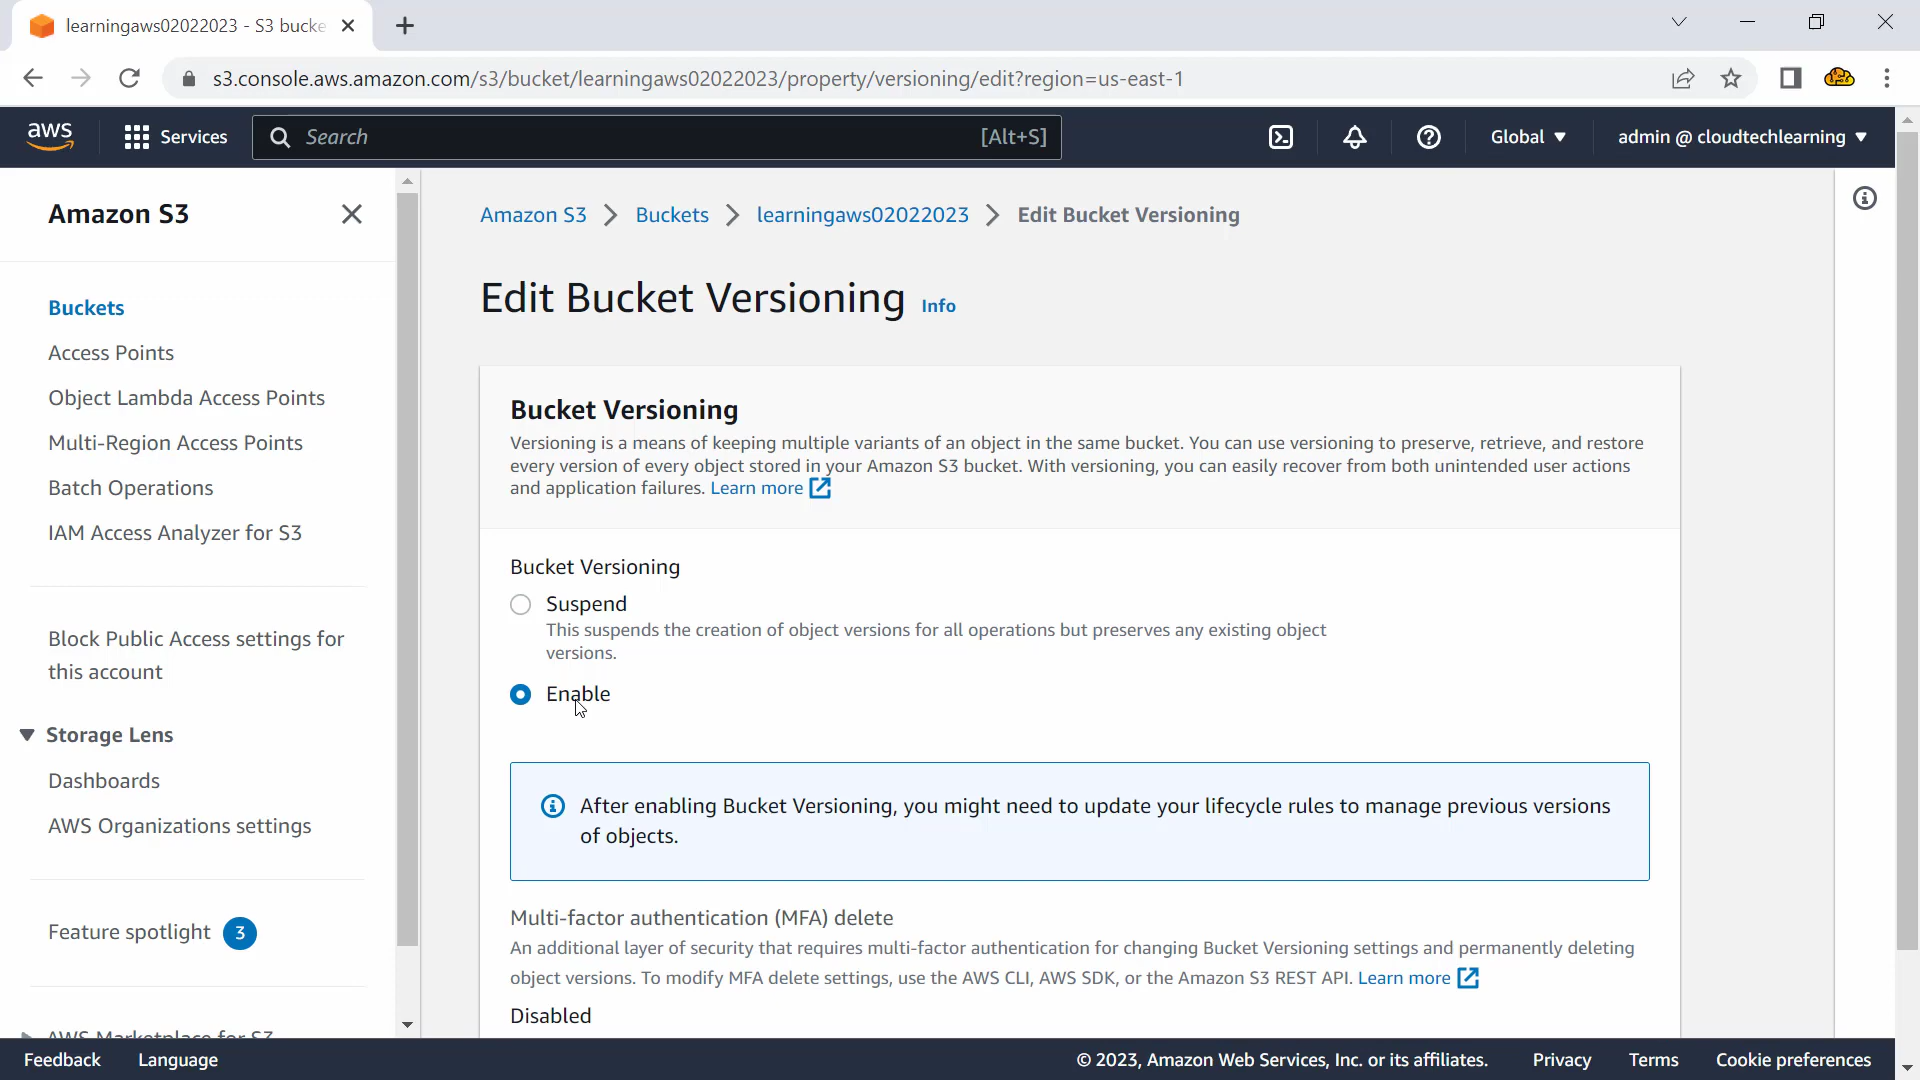 learningaws02022023 - S3 bucke
s3.console.aws.amazon.com/s3/bucket/learningaws02022023/property/versioning/edit?region=us-east-1
aws
Services
Search
[Alt+S]
Global
admin @ cloudtechlearning
Amazon S3
Buckets
Access Points
Object Lambda Access Points
Multi-Region Access Points
Batch Operations
IAM Access Analyzer for S3
Block Public Access settings for
this account
Storage Lens
Dashboards
AWS Organizations settings
Feature spotlight 3
AWS Marketplace for S3
Amazon S3 > Buckets > learningaws02022023 > Edit Bucket Versioning
Edit Bucket Versioning Info
Bucket Versioning
Versioning is a means of keeping multiple variants of an object in the same bucket. You can use versioning to preserve, retrieve, and restore
every version of every object stored in your Amazon S3 bucket. With versioning, you can easily recover from both unintended user actions
and application failures. Learn more
Bucket Versioning
Suspend
This suspends the creation of object versions for all operations but preserves any existing object
versions.
Enable
After enabling Bucket Versioning, you might need to update your lifecycle rules to manage previous versions
of objects.
Multi-factor authentication (MFA) delete
An additional layer of security that requires multi-factor authentication for changing Bucket Versioning settings and permanently deleting
object versions. To modify MFA delete settings, use the AWS CLI, AWS SDK, or the Amazon S3 REST API. Learn more
Disabled
Feedback
Language
© 2023, Amazon Web Services, Inc. or its affiliates.
Privacy
Terms
Cookie preferences